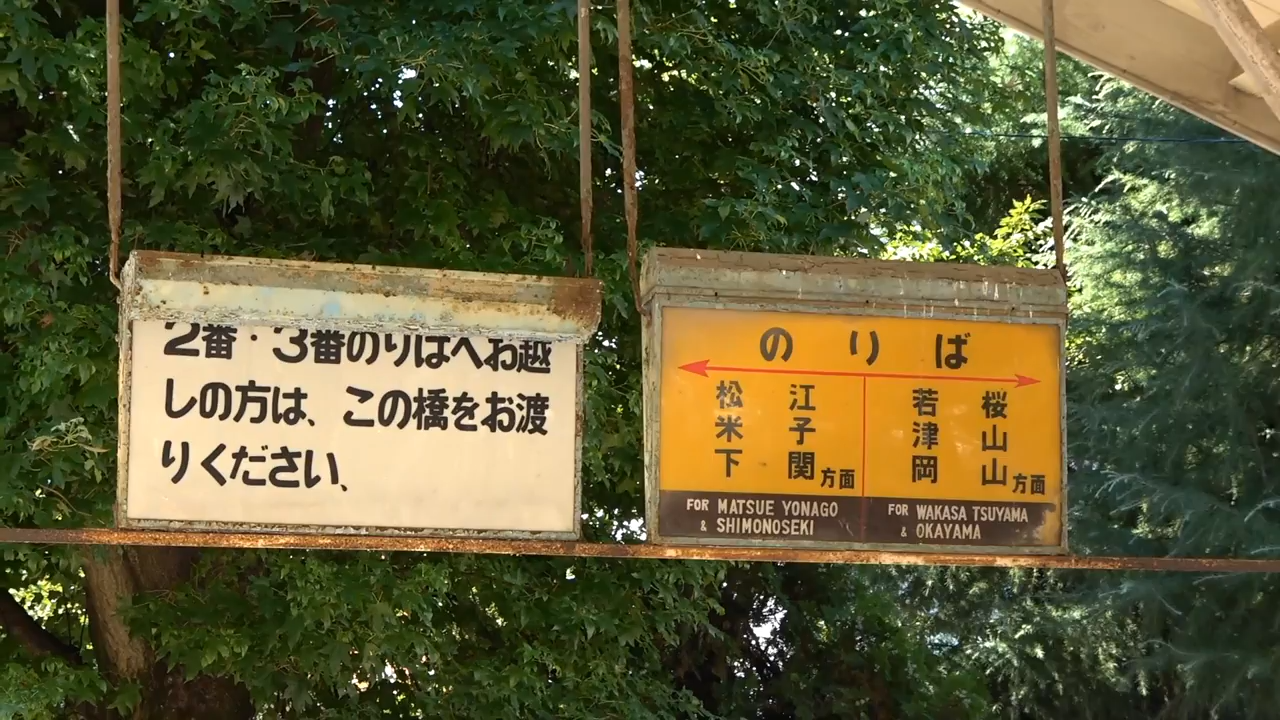 2番・3番のりばへお越
しの方は、この橋をお渡
りください、
のりば
松江 若桜
米子 津山
下関方面 岡山方面
FOR MATSUE YONAGO
& SHIMONOSEKI
FOR WAKASA TSUYAMA
& OKAYAMA